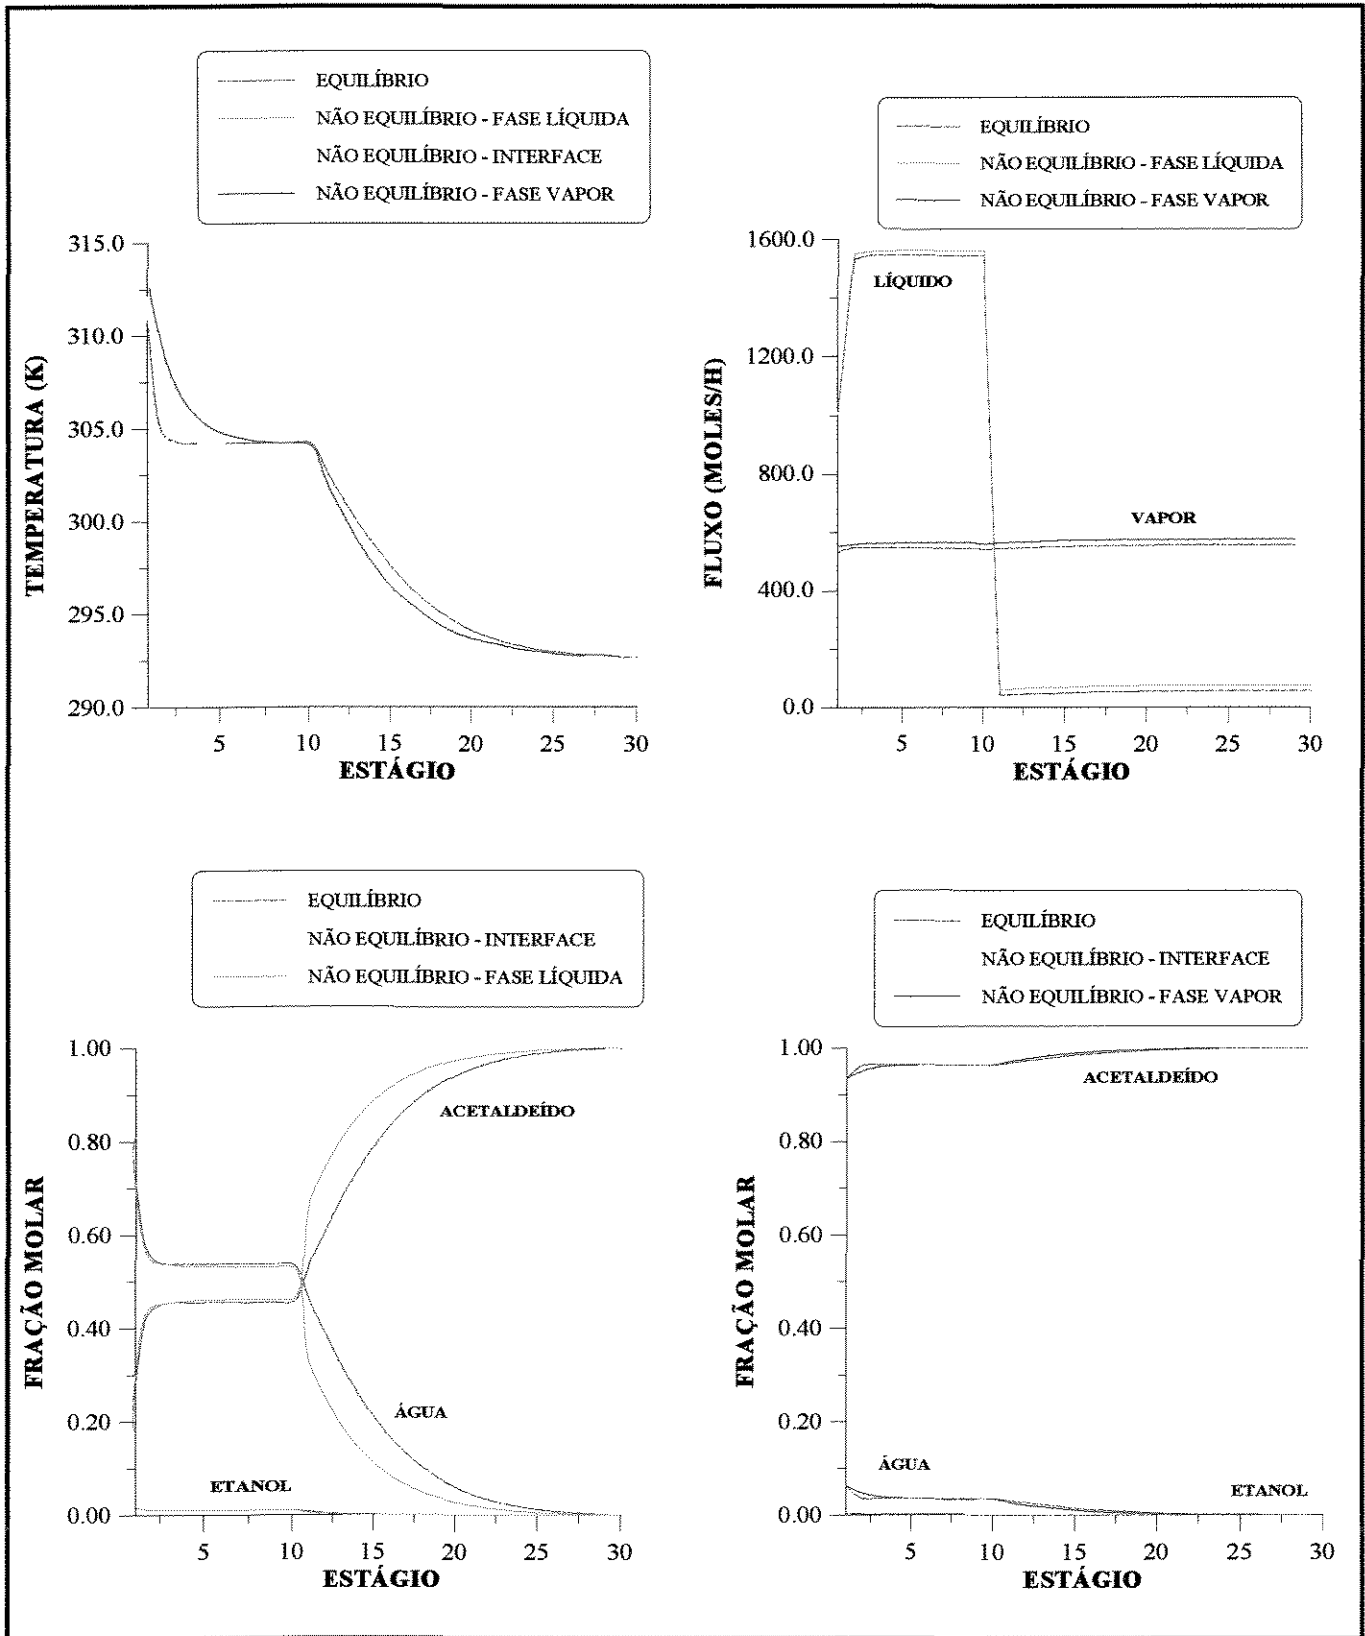 EQUILÍBRIO
NÃO EQUILÍBRIO - FASE LÍQUIDA
NÃO EQUILÍBRIO - INTERFACE
NÃO EQUILÍBRIO - FASE VAPOR
315.0
310.0
305.0
300.0
295.0
290.0
TEMPERATURA (K)
5 10 15 20 25 30
ESTÁGIO
EQUILÍBRIO
NÃO EQUILÍBRIO - FASE LÍQUIDA
NÃO EQUILÍBRIO - FASE VAPOR
1600.0
1200.0
800.0
400.0
0.0
FLUXO (MOLES/H)
LÍQUIDO
VAPOR
5 10 15 20 25 30
ESTÁGIO
EQUILÍBRIO
NÃO EQUILÍBRIO - INTERFACE
NÃO EQUILÍBRIO - FASE LÍQUIDA
1.00
0.80
0.60
0.40
0.20
0.00
FRAÇÃO MOLAR
ACETALDEÍDO
ÁGUA
ETANOL
5 10 15 20 25 30
ESTÁGIO
EQUILÍBRIO
NÃO EQUILÍBRIO - INTERFACE
NÃO EQUILÍBRIO - FASE VAPOR
1.00
0.80
0.60
0.40
0.20
0.00
FRAÇÃO MOLAR
ACETALDEÍDO
ÁGUA
ETANOL
5 10 15 20 25 30
ESTÁGIO